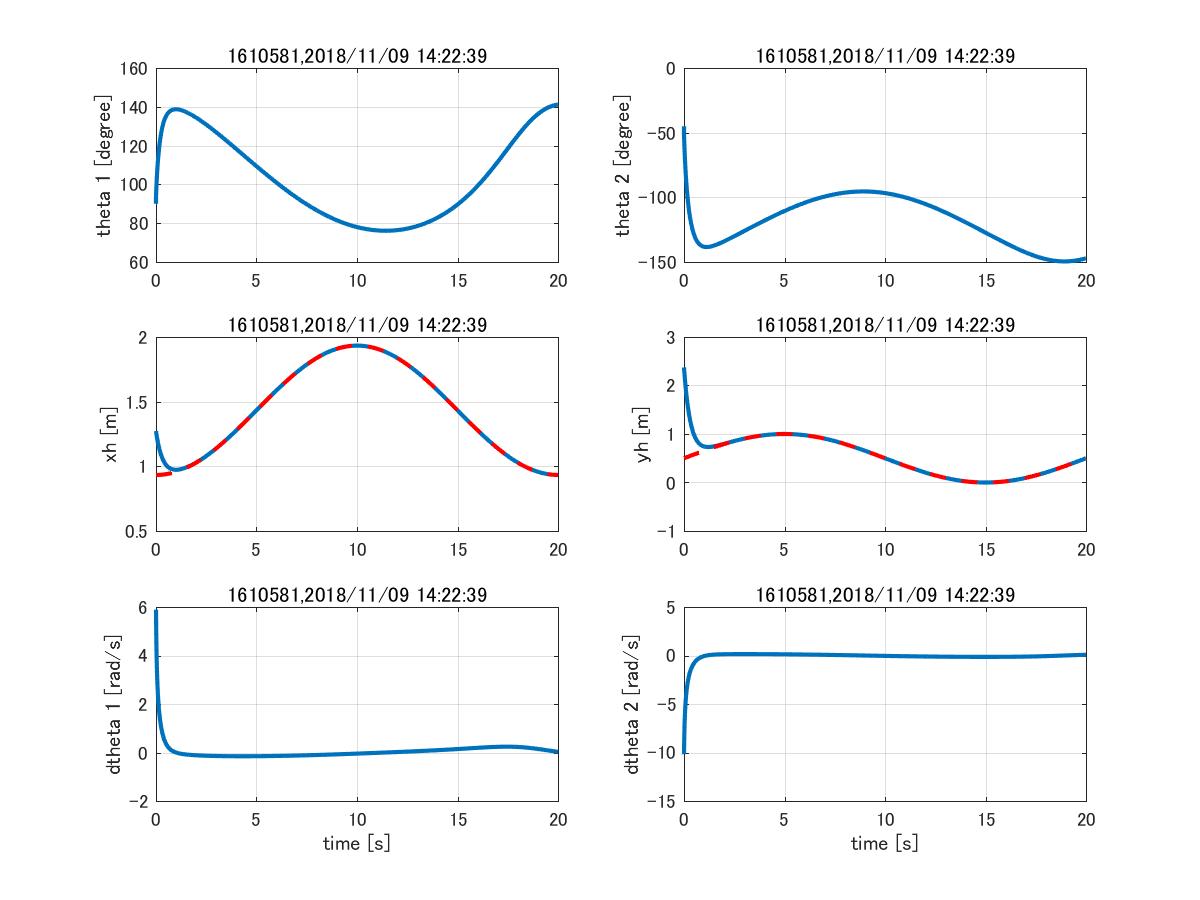 1610581,2018/11/09 14:22:39
theta 1 [degree]
160
140
120
100
80
60
0 5 10 15 20
1610581,2018/11/09 14:22:39
theta 2 [degree]
0
-50
-100
-150
0 5 10 15 20
1610581,2018/11/09 14:22:39
xh [m]
2
1.5
1
0.5
0 5 10 15 20
1610581,2018/11/09 14:22:39
yh [m]
3
2
1
0
-1
0 5 10 15 20
1610581,2018/11/09 14:22:39
dtheta 1 [rad/s]
6
4
2
0
-2
0 5 10 15 20
time [s]
1610581,2018/11/09 14:22:39
dtheta 2 [rad/s]
5
0
-5
-10
-15
0 5 10 15 20
time [s]